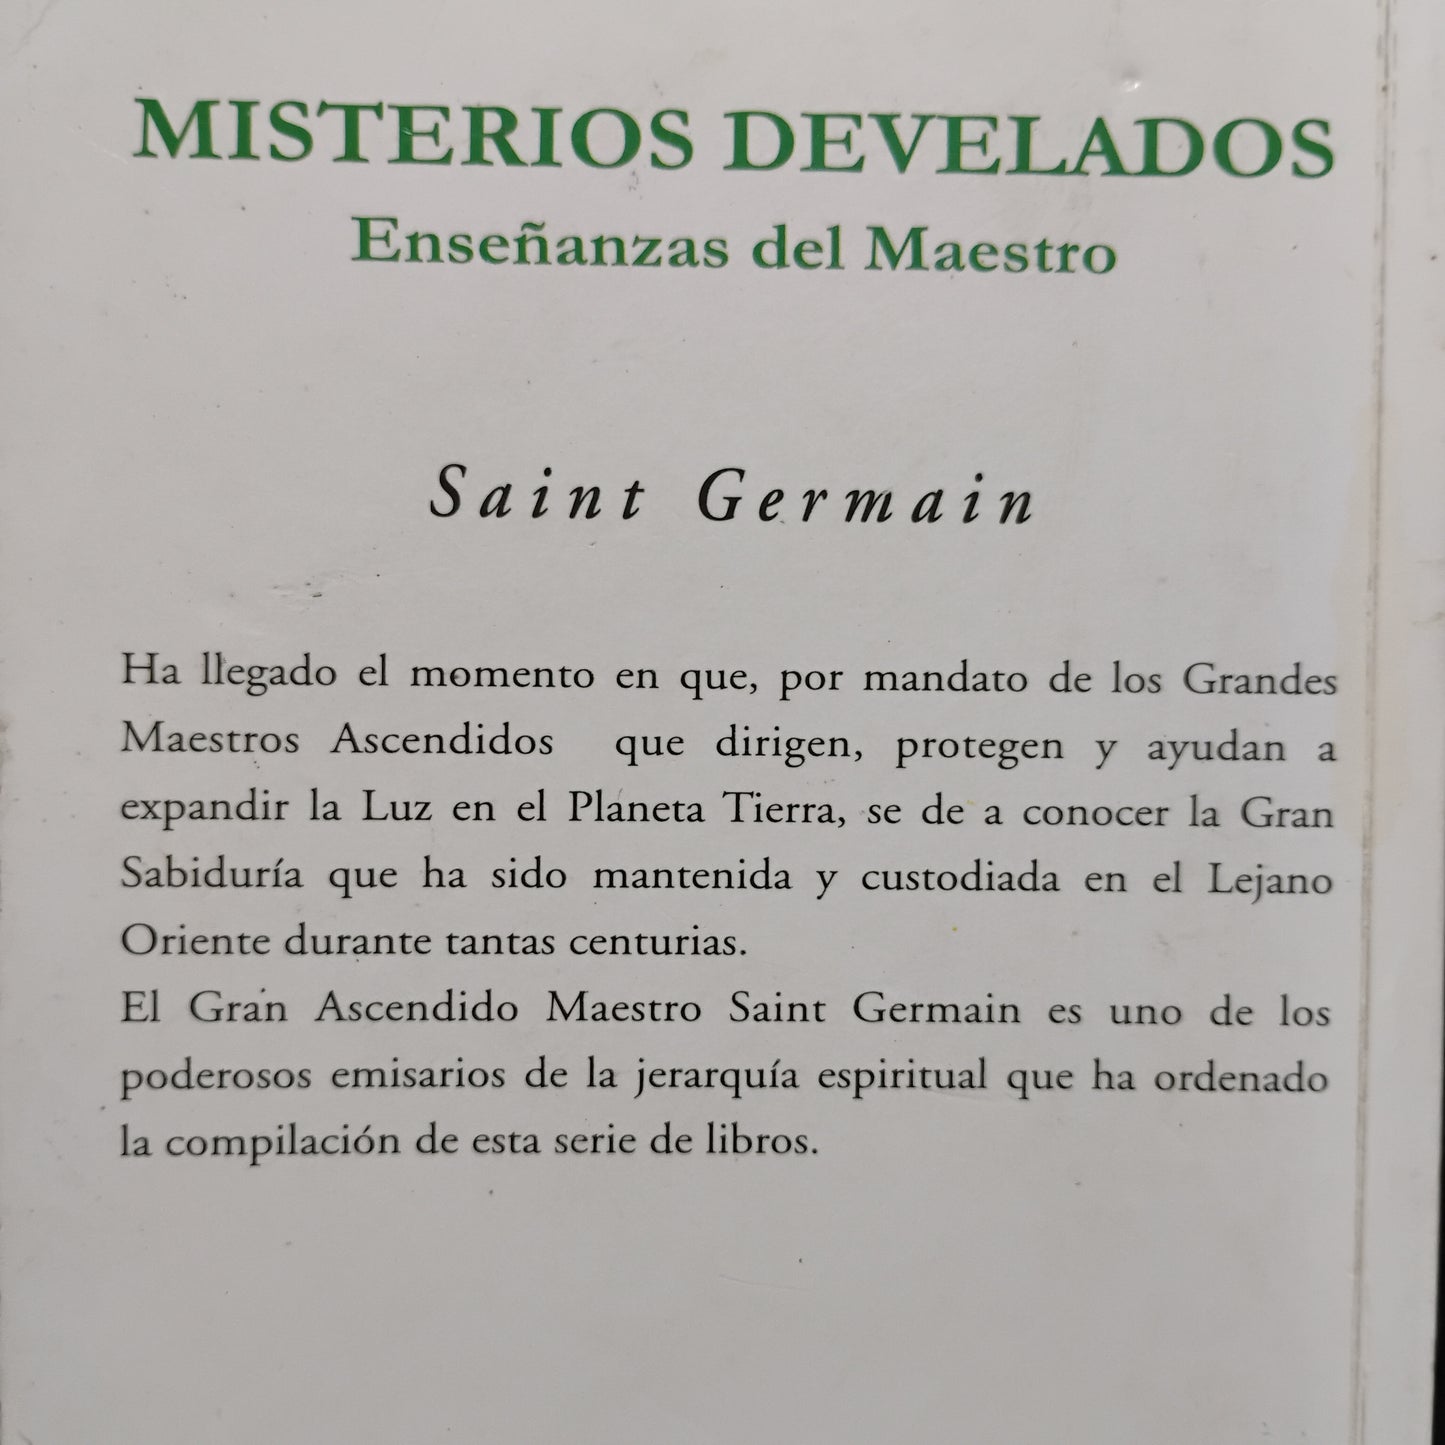 MISTERIOS DEVELADOS
Enseñanzas del Maestro
Saint Germain
Ha llegado el momento en que, por mandato de los Grandes
Maestros Ascendidos que dirigen, protegen y ayudan a
expandir la Luz en el Planeta Tierra, se de a conocer la Gran
Sabiduría que ha sido mantenida y custodiada en el Lejano
Oriente durante tantas centurias.
El Gran Ascendido Maestro Saint Germain es uno de los
poderosos emisarios de la jerarquía espiritual que ha ordenado
la compilación de esta serie de libros.